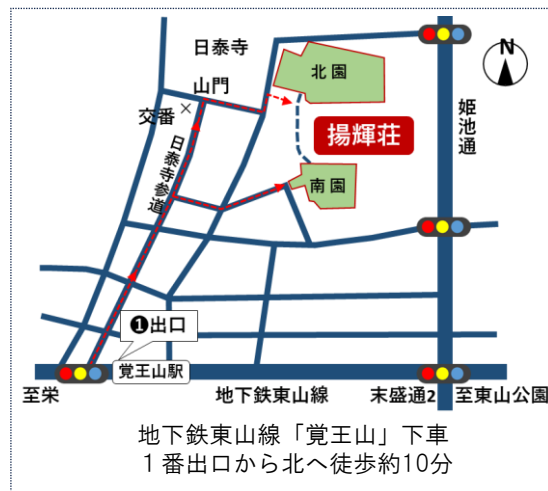 日泰寺
山門
交番
日泰寺参道
北園
N
揚輝荘
姫池通
南園
❶出口
覚王山駅
至栄
地下鉄東山線
末盛通2
至東山公園
地下鉄東山線「覚王山」下車
１番出口から北へ徒歩約10分